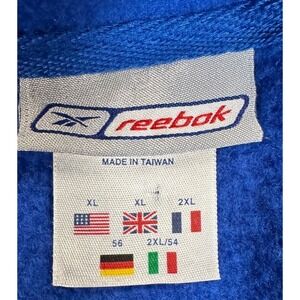 reebok
MADE IN TAIWAN
XL XL 2XL
56 2XL/54